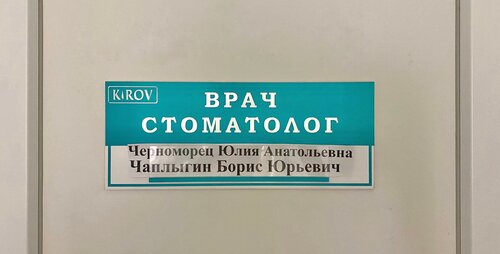 KIROV
ВРАЧ
СТОМАТОЛОГ
Черноморец Юлия Анатольевна
Чаплыгин Борис Юрьевич